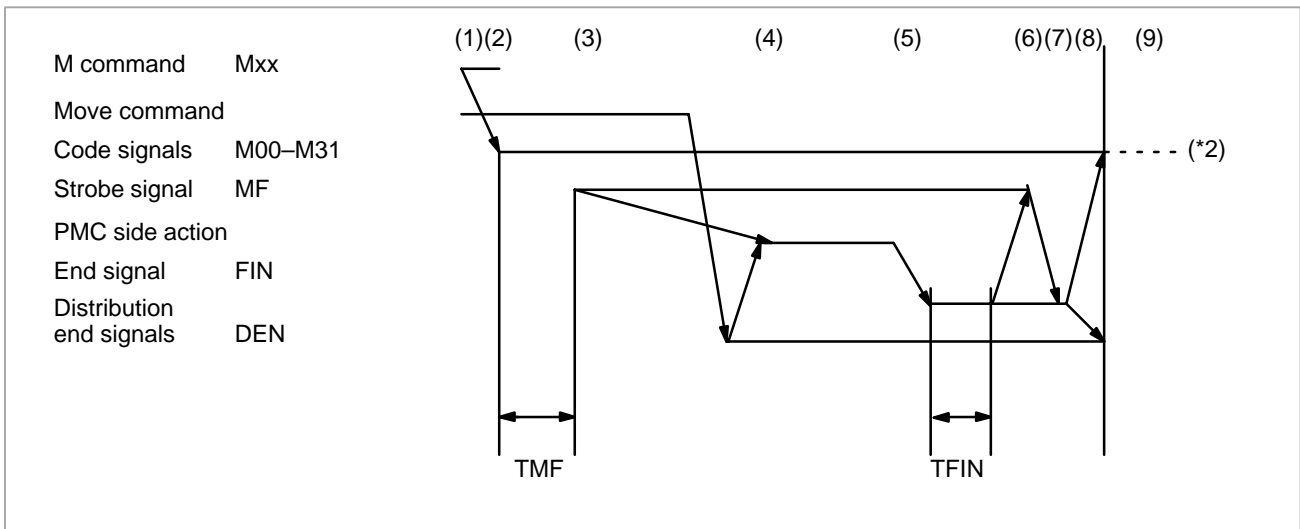 (1)(2) (3) (4) (5) (6)(7)(8) (9)
M command Mxx
Move command
Code signals M00–M31 (*2)
Strobe signal MF
PMC side action
End signal FIN
Distribution
end signals DEN
TMF TFIN